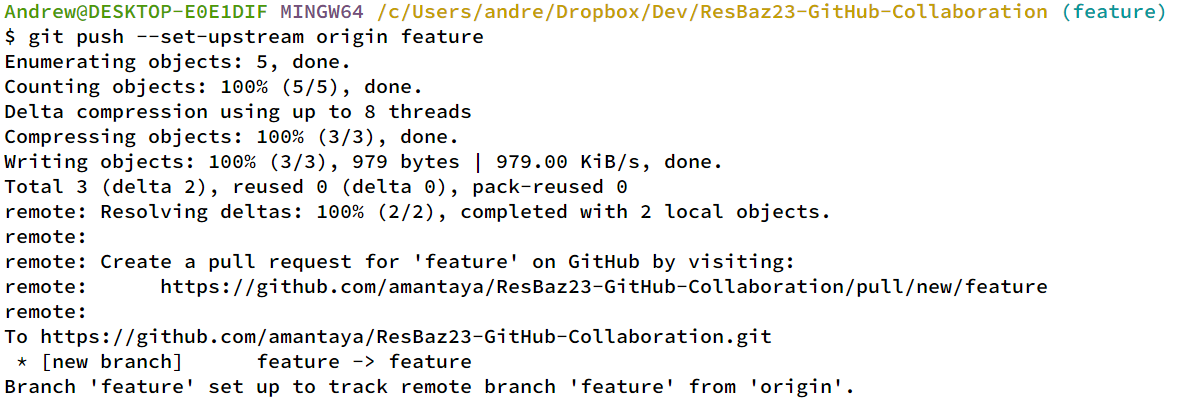 Andrew@DESKTOP-E0E1DIF MINGW64 /c/Users/andre/Dropbox/Dev/ResBaz23-GitHub-Collaboration (feature)
$ git push --set-upstream origin feature
Enumerating objects: 5, done.
Counting objects: 100% (5/5), done.
Delta compression using up to 8 threads
Compressing objects: 100% (3/3), done.
Writing objects: 100% (3/3), 979 bytes | 979.00 KiB/s, done.
Total 3 (delta 2), reused 0 (delta 0), pack-reused 0
remote: Resolving deltas: 100% (2/2), completed with 2 local objects.
remote:
remote: Create a pull request for 'feature' on GitHub by visiting:
remote:      https://github.com/amantaya/ResBaz23-GitHub-Collaboration/pull/new/feature
remote:
To https://github.com/amantaya/ResBaz23-GitHub-Collaboration.git
 * [new branch]      feature -> feature
Branch 'feature' set up to track remote branch 'feature' from 'origin'.